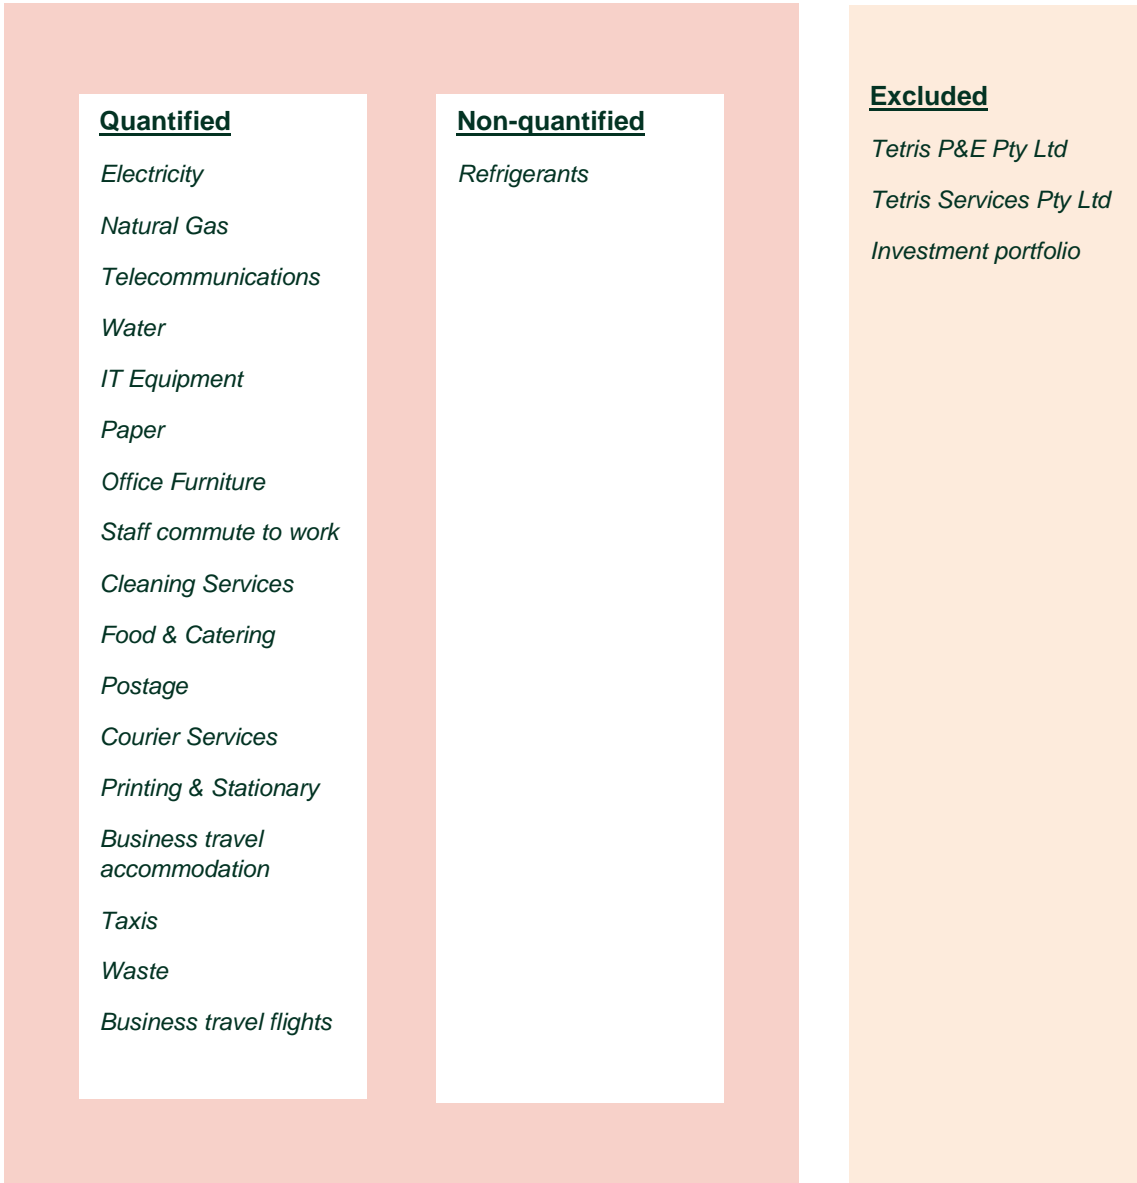 Quantified
Electricity
Natural Gas
Telecommunications
Water
IT Equipment
Paper
Office Furniture
Staff commute to work
Cleaning Services
Food & Catering
Postage
Courier Services
Printing & Stationary
Business travel
accommodation
Taxis
Waste
Business travel flights
Non-quantified
Refrigerants
Excluded
Tetris P&E Pty Ltd
Tetris Services Pty Ltd
Investment portfolio